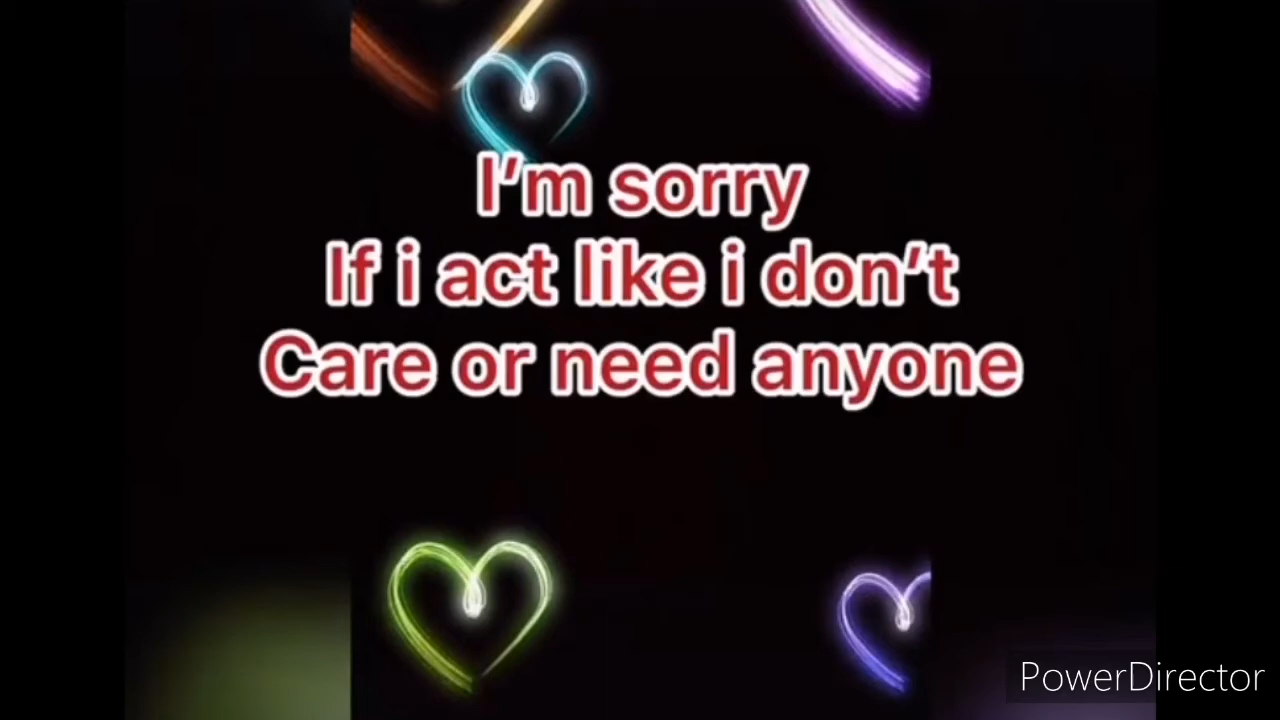 I’m sorry
If i act like i don’t
Care or need anyone
PowerDirector